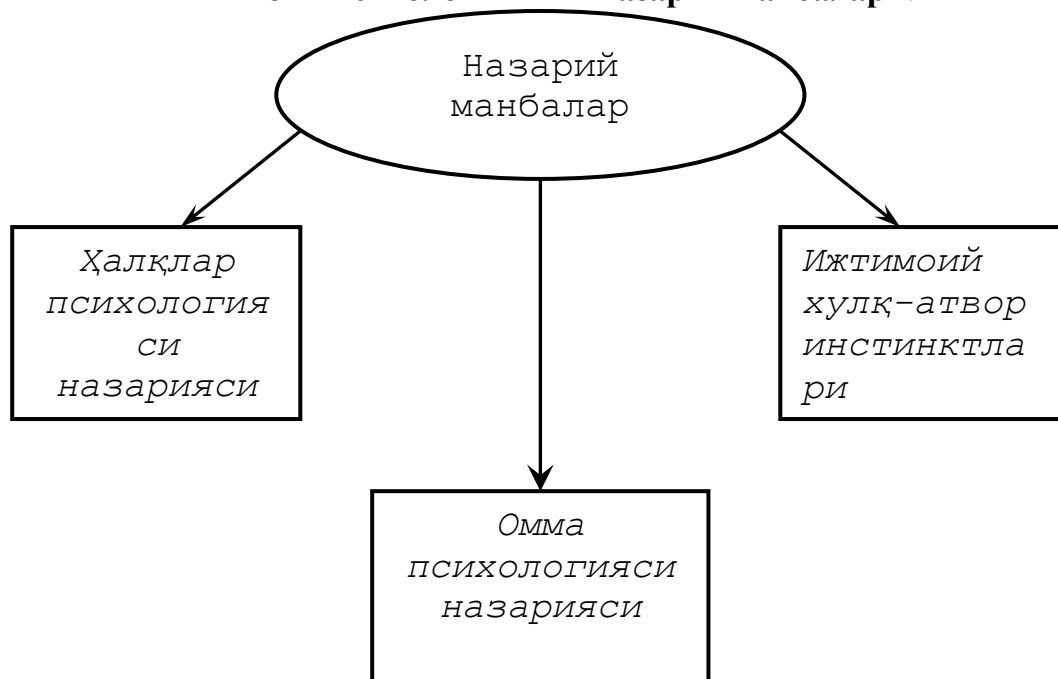 Назарий
манбалар
Ҳалқлар
психология
си
назарияси
Ижтимоий
хулқ-атвор
инстинктла
ри
Омма
психологияси
назарияси